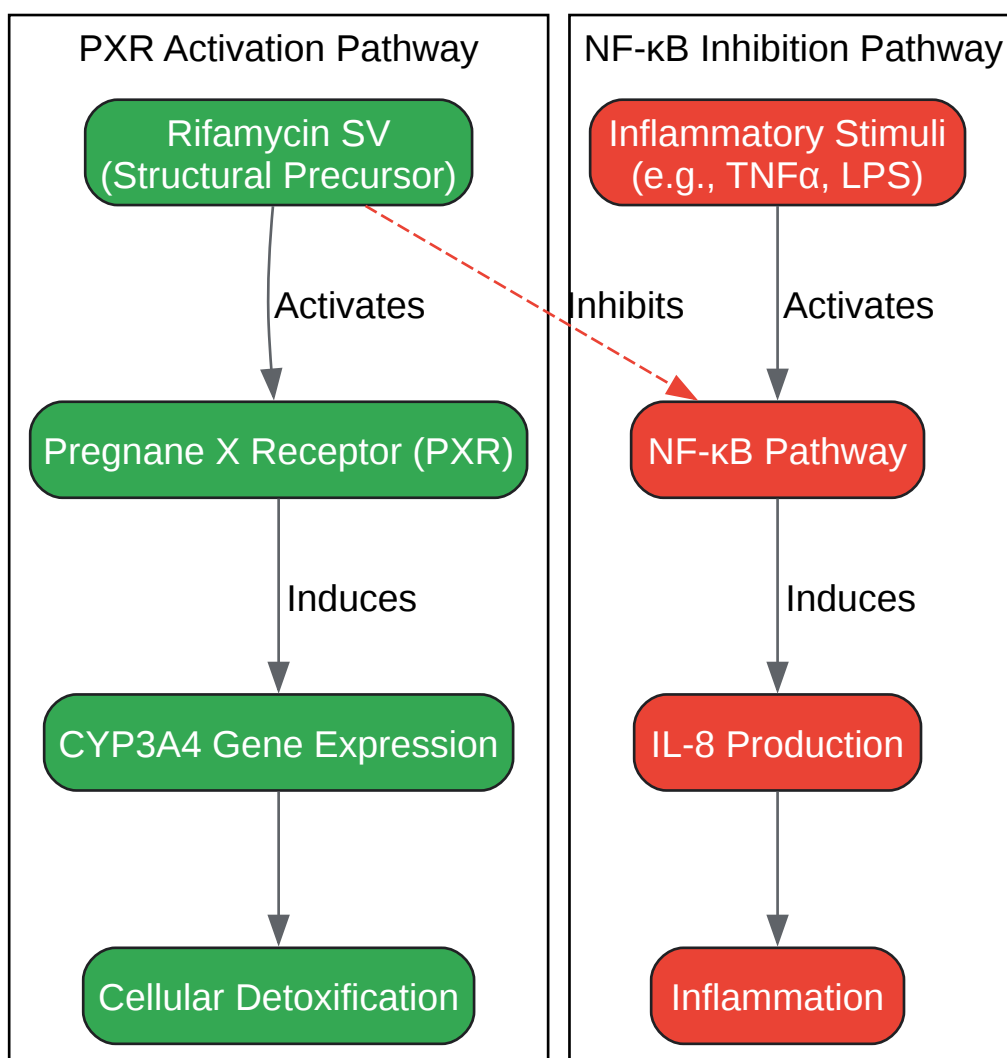 PXR Activation Pathway
Rifamycin SV
(Structural Precursor)
Activates
Pregnane X Receptor (PXR)
Induces
CYP3A4 Gene Expression
Cellular Detoxification
NF-κB Inhibition Pathway
Inflammatory Stimuli
(e.g., TNFα, LPS)
Inhibits
Activates
NF-κB Pathway
Induces
IL-8 Production
Inflammation